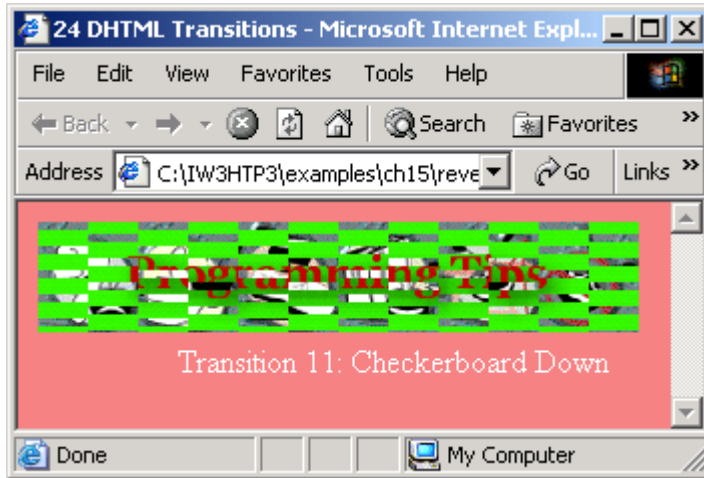 24 DHTML Transitions - Microsoft Internet Expl...
File Edit View Favorites Tools Help
Back Search Favorites »
Address C:\IW3HTP3\examples\ch15\reve Go Links »
Programming Tips
Transition 11: Checkerboard Down
Done My Computer